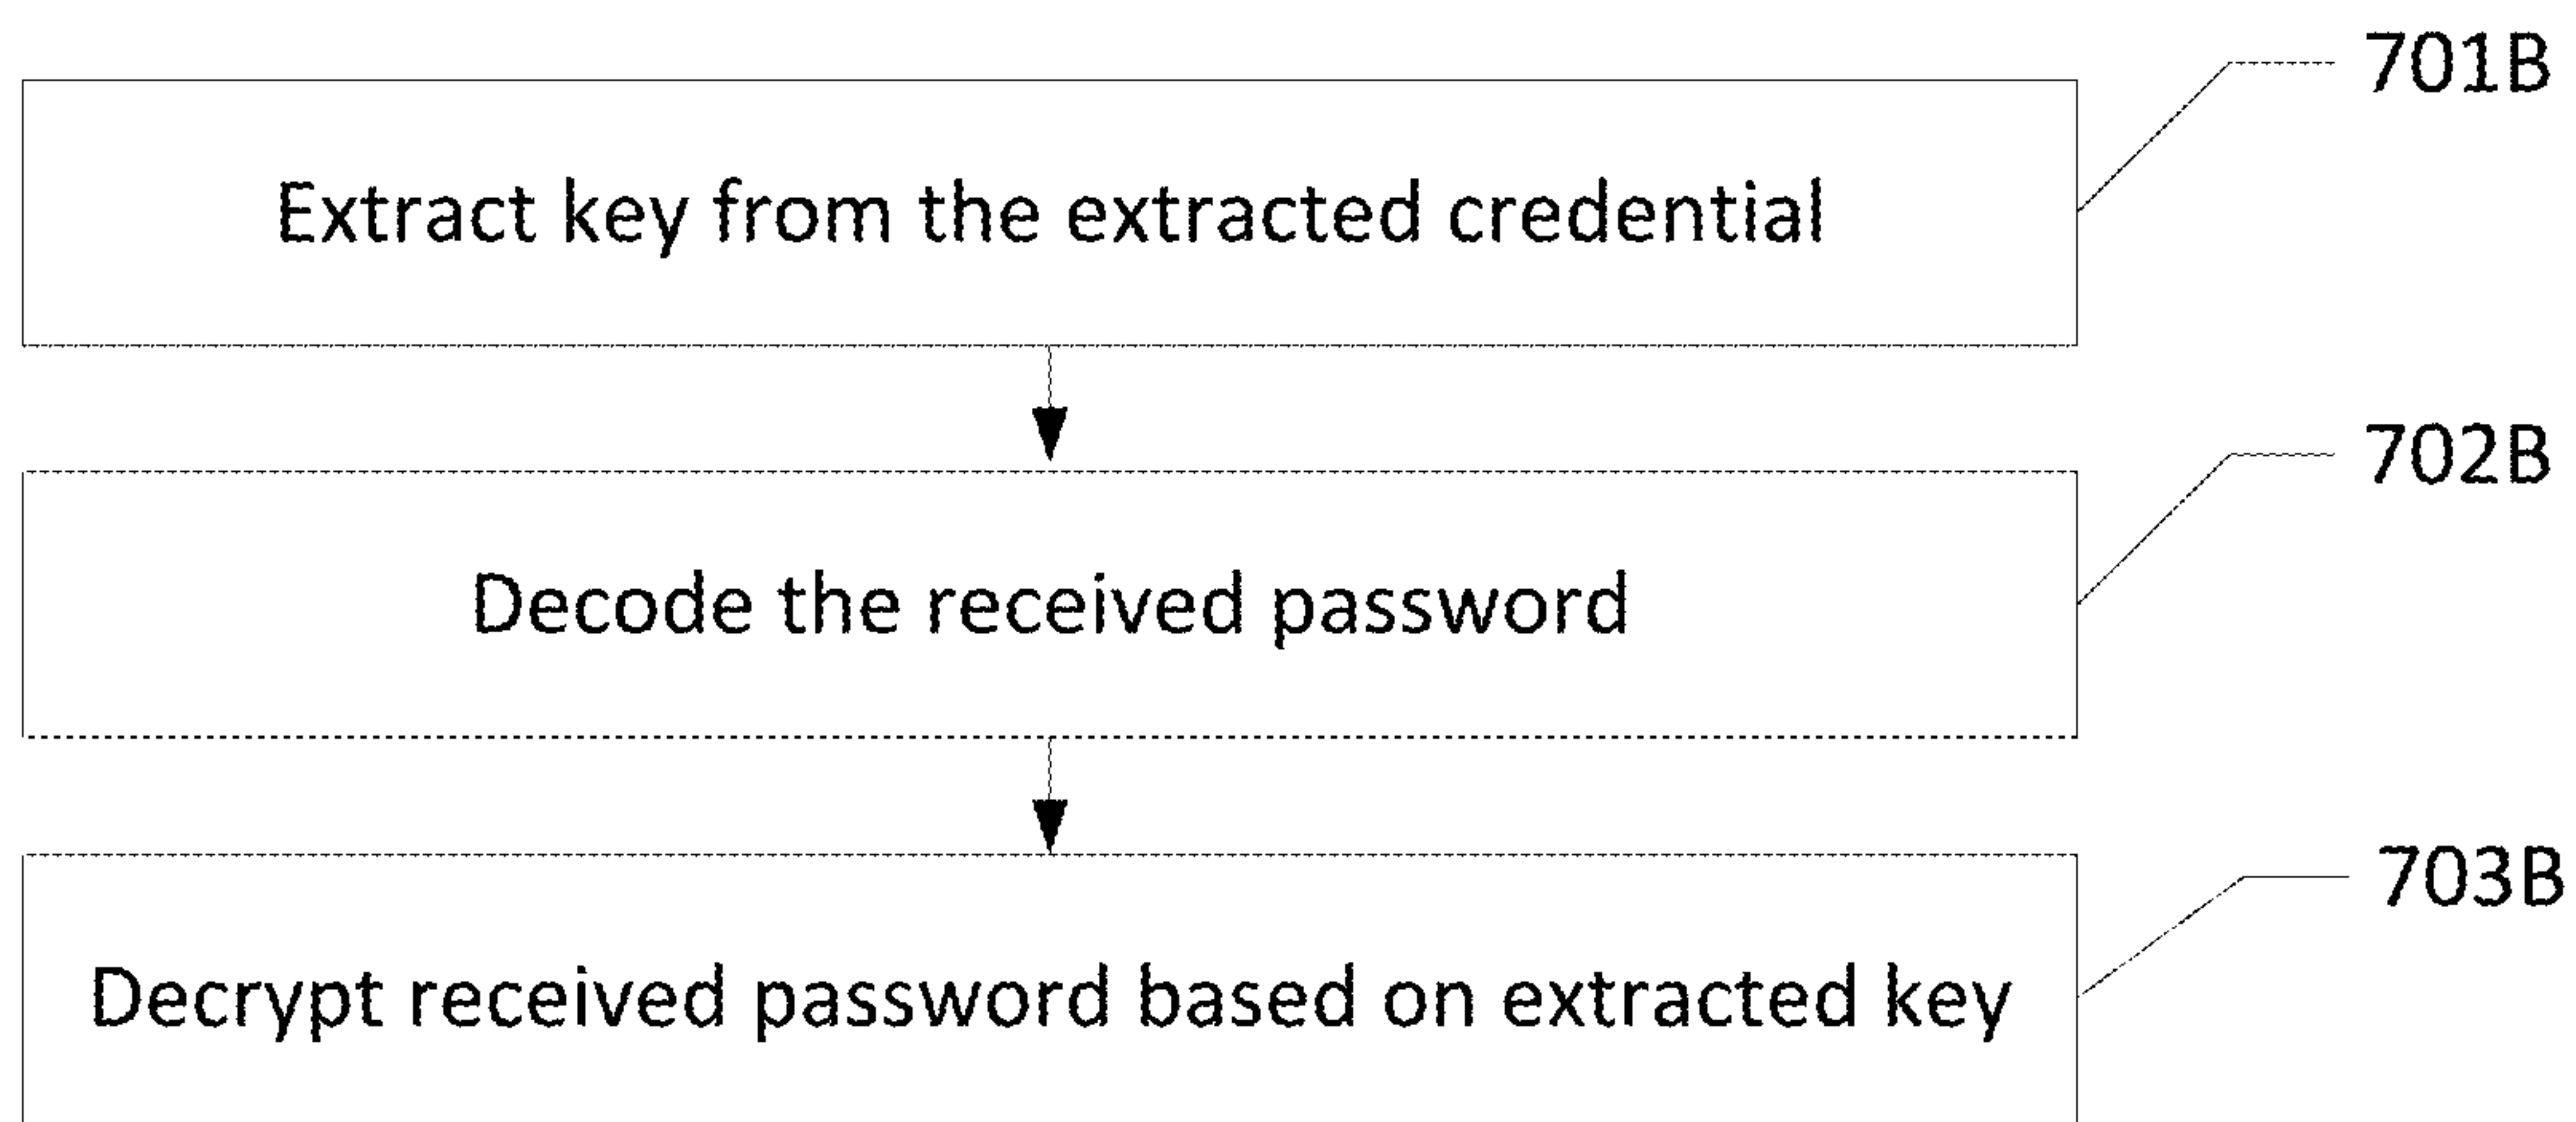 701B
Extract key from the extracted credential
702B
Decode the received password
703B
Decrypt received password based on extracted key